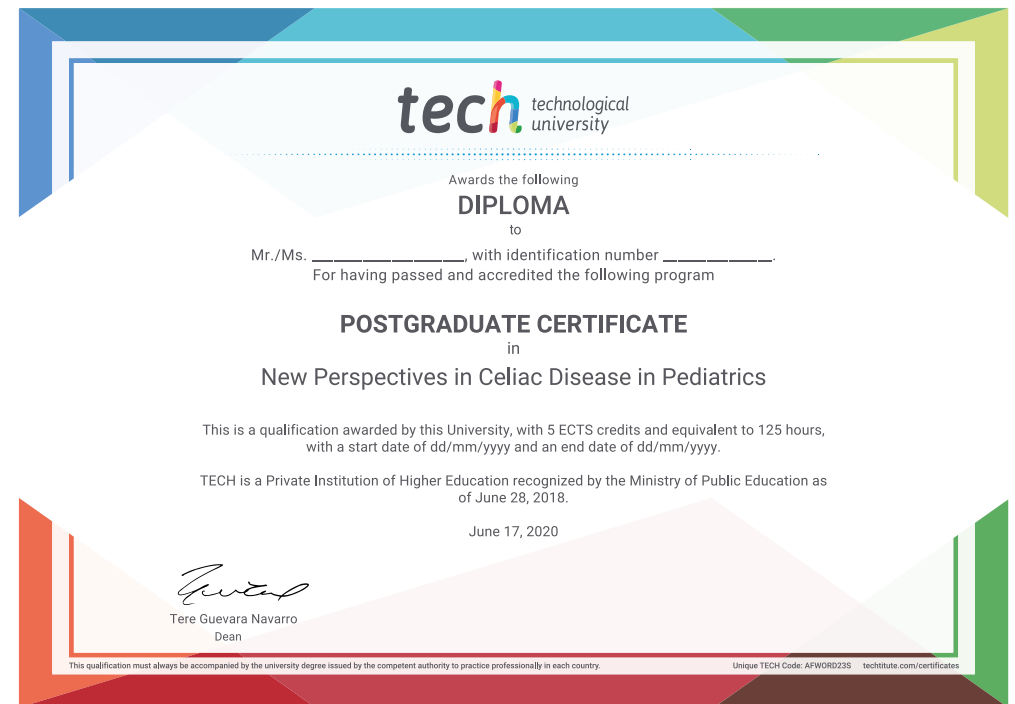 tech technological
university
Awards the following
DIPLOMA
to
Mr./Ms. ______________, with identification number __________.
For having passed and accredited the following program
POSTGRADUATE CERTIFICATE
in
New Perspectives in Celiac Disease in Pediatrics
This is a qualification awarded by this University, with 5 ECTS credits and equivalent to 125 hours,
with a start date of dd/mm/yyyy and an end date of dd/mm/yyyy.
TECH is a Private Institution of Higher Education recognized by the Ministry of Public Education as
of June 28, 2018.
June 17, 2020
Tere Guevara Navarro
Dean
This qualification must always be accompanied by the university degree issued by the competent authority to practice professionally in each country.
Unique TECH Code: AFWORD23S techtitute.com/certificates